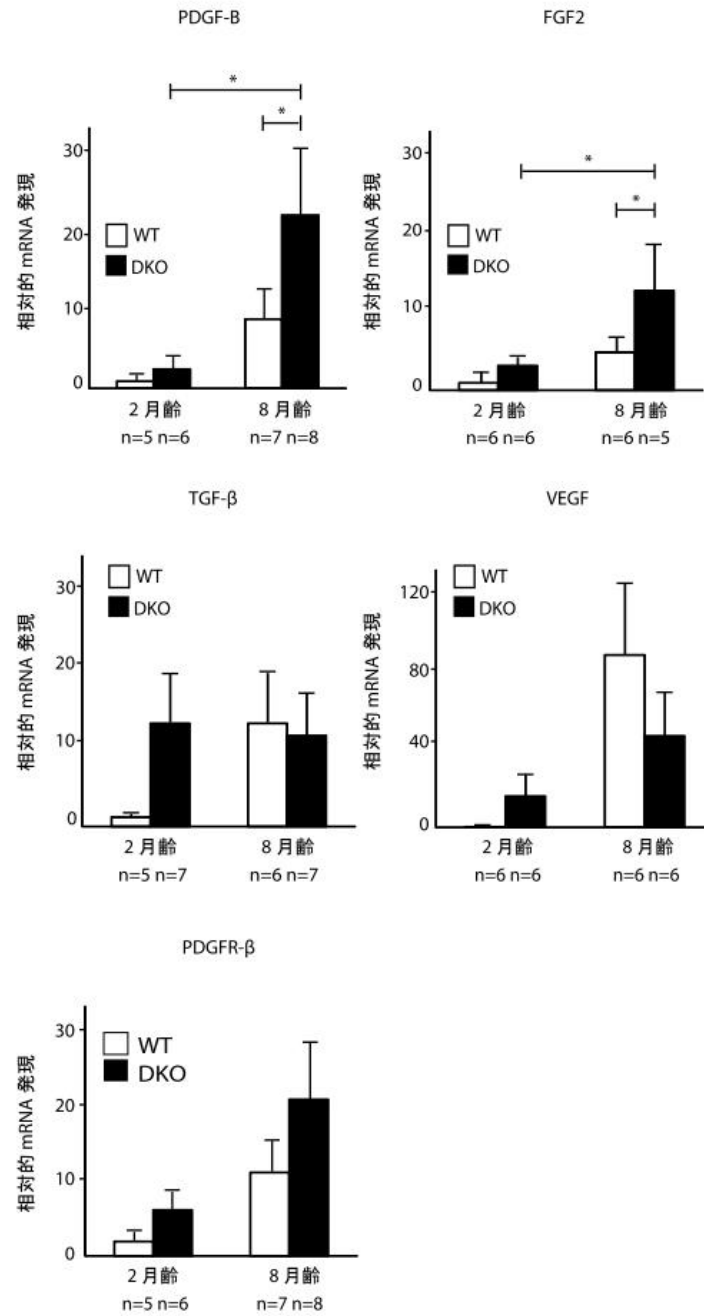 PDGF-B
相対的 mRNA 発現
30
20
10
0
WT
DKO
*
*
2 月齢
8 月齢
n=5 n=6
n=7 n=8
FGF2
相対的 mRNA 発現
30
20
10
0
WT
DKO
*
*
2 月齢
8 月齢
n=6 n=6
n=6 n=5
TGF-β
相対的 mRNA 発現
30
20
10
0
WT
DKO
2 月齢
8 月齢
n=5 n=7
n=6 n=7
VEGF
相対的 mRNA 発現
120
80
40
0
WT
DKO
2 月齢
8 月齢
n=6 n=6
n=6 n=6
PDGFR-β
相対的 mRNA 発現
30
20
10
0
WT
DKO
2 月齢
8 月齢
n=5 n=6
n=7 n=8